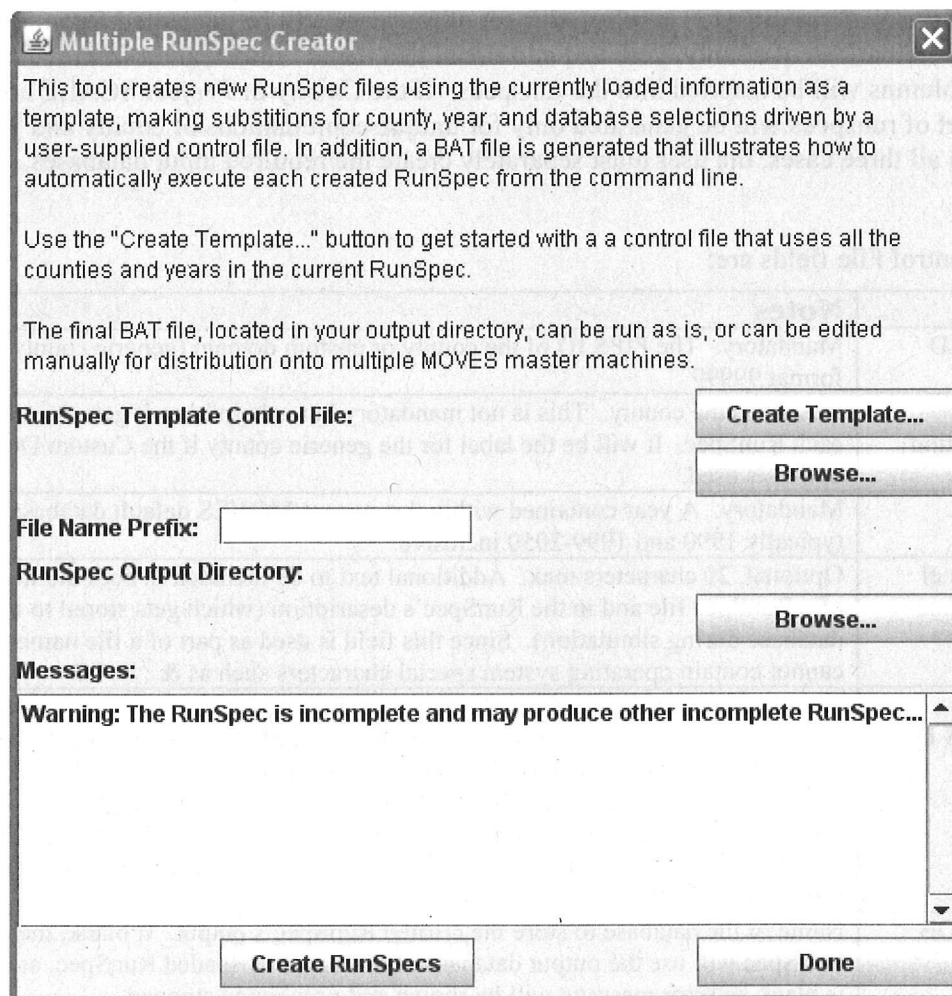 Multiple RunSpec Creator
This tool creates new RunSpec files using the currently loaded information as a
template, making substitions for county, year, and database selections driven by a
user-supplied control file. In addition, a BAT file is generated that illustrates how to
automatically execute each created RunSpec from the command line.
Use the "Create Template..." button to get started with a a control file that uses all the
counties and years in the current RunSpec.
The final BAT file, located in your output directory, can be run as is, or can be edited
manually for distribution onto multiple MOVES master machines.
RunSpec Template Control File:
Create Template...
Browse...
File Name Prefix:
RunSpec Output Directory:
Browse...
Messages:
Warning: The RunSpec is incomplete and may produce other incomplete RunSpec...
Create RunSpecs
Done